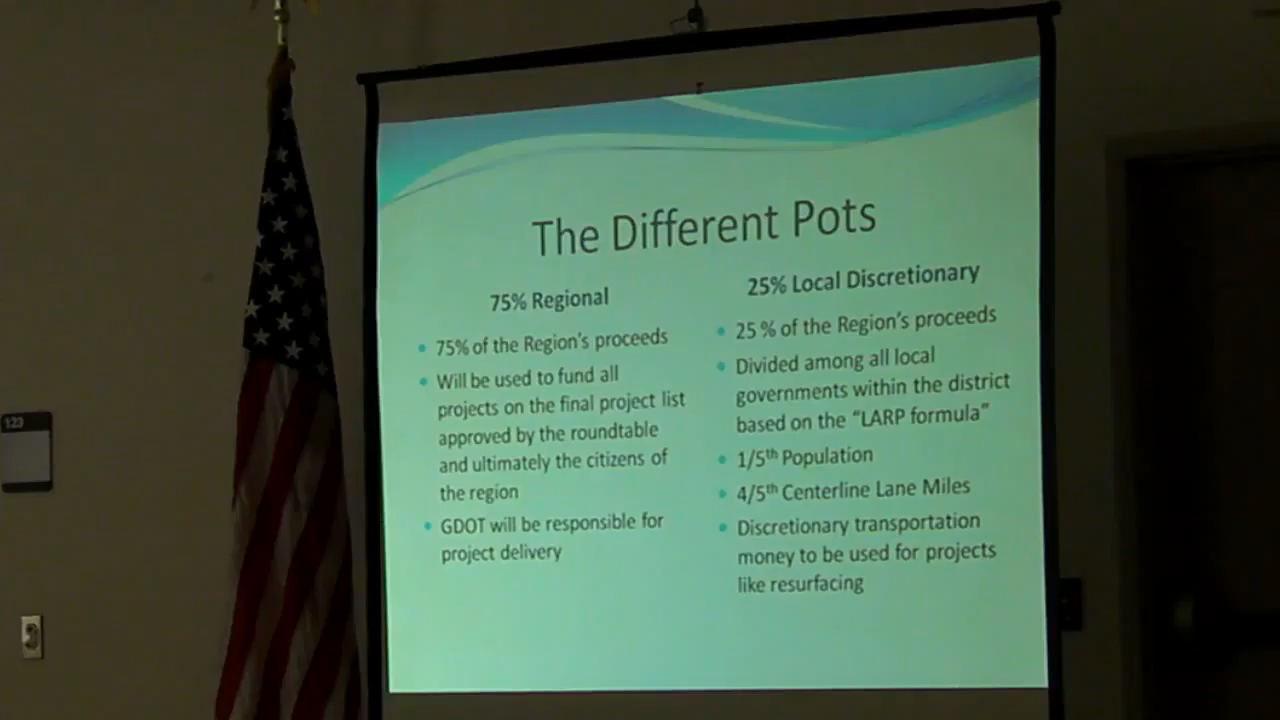 123
The Different Pots
75% Regional
75% of the Region's proceeds
Will be used to fund all
projects on the final project list
approved by the roundtable
and ultimately the citizens of
the region
GDOT will be responsible for
project delivery
25% Local Discretionary
25 % of the Region's proceeds
Divided among all local
governments within the district
based on the “LARP formula”
1/5th Population
4/5th Centerline Lane Miles
Discretionary transportation
money to be used for projects
like resurfacing